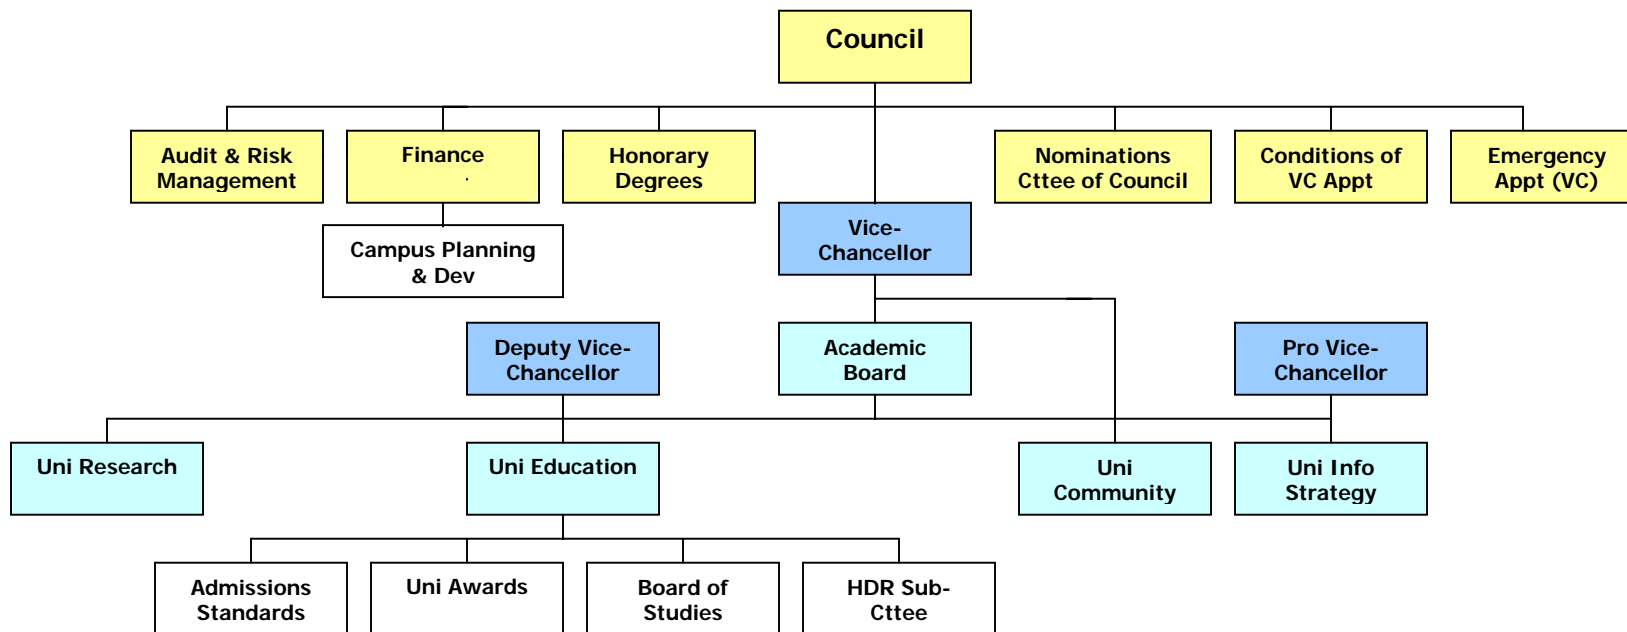 Council
Audit & Risk
Management
Finance
.
Honorary
Degrees
Nominations
Cttee of Council
Conditions of
VC Appt
Emergency
Appt (VC)
Vice-
Chancellor
Campus Planning
& Dev
Deputy Vice-
Chancellor
Academic
Board
Pro Vice-
Chancellor
Uni Research
Uni Education
Uni
Community
Uni Info
Strategy
Admissions
Standards
Uni Awards
Board of
Studies
HDR Sub-
Cttee